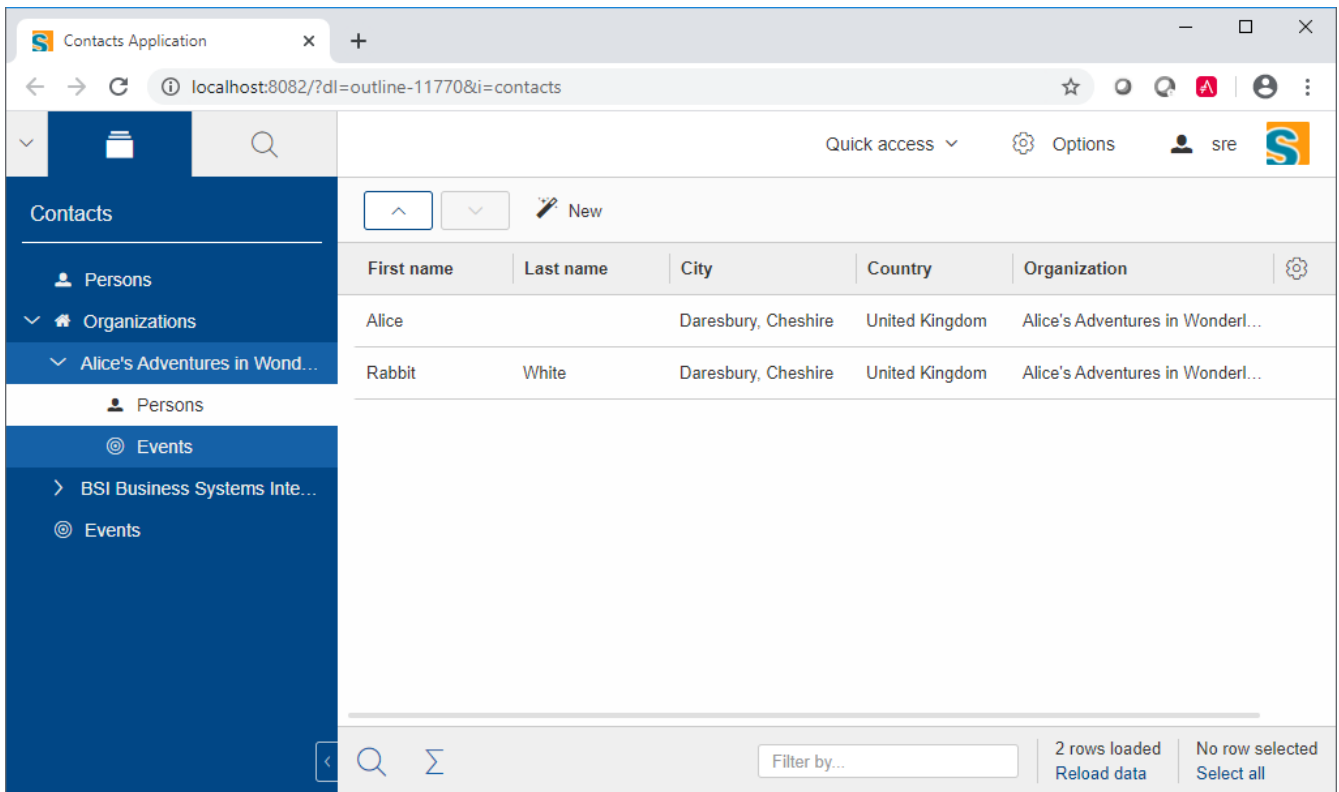 Contacts Application
localhost:8082/?dl=outline-11770&i=contacts
Quick access
Options
sre
Contacts
New
Persons
Organizations
Alice's Adventures in Wond...
Persons
Events
BSI Business Systems Inte...
Events
First name Last name City Country Organization
Alice Daresbury, Cheshire United Kingdom Alice's Adventures in Wonderl...
Rabbit White Daresbury, Cheshire United Kingdom Alice's Adventures in Wonderl...
Filter by...
2 rows loaded
Reload data
No row selected
Select all